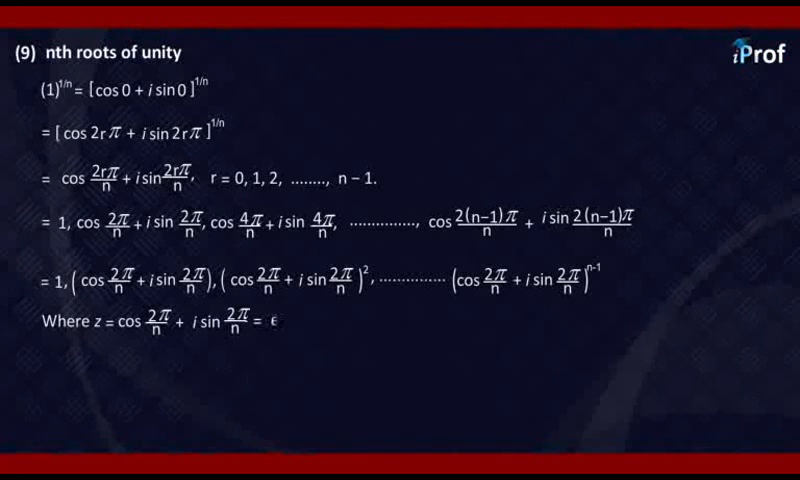 (9) nth roots of unity
iProf
(1)^1/n = [cos 0 + i sin 0]^1/n
= [cos 2rπ + i sin 2rπ]^1/n
= cos 2rπ/n + i sin 2rπ/n, r = 0, 1, 2, ........, n − 1.
= 1, cos 2π/n + i sin 2π/n, cos 4π/n + i sin 4π/n, ..............., cos 2(n−1)π/n + i sin 2(n−1)π/n
= 1, (cos 2π/n + i sin 2π/n), (cos 2π/n + i sin 2π/n)^2, .............. (cos 2π/n + i sin 2π/n)^n-1
Where z = cos 2π/n + i sin 2π/n =